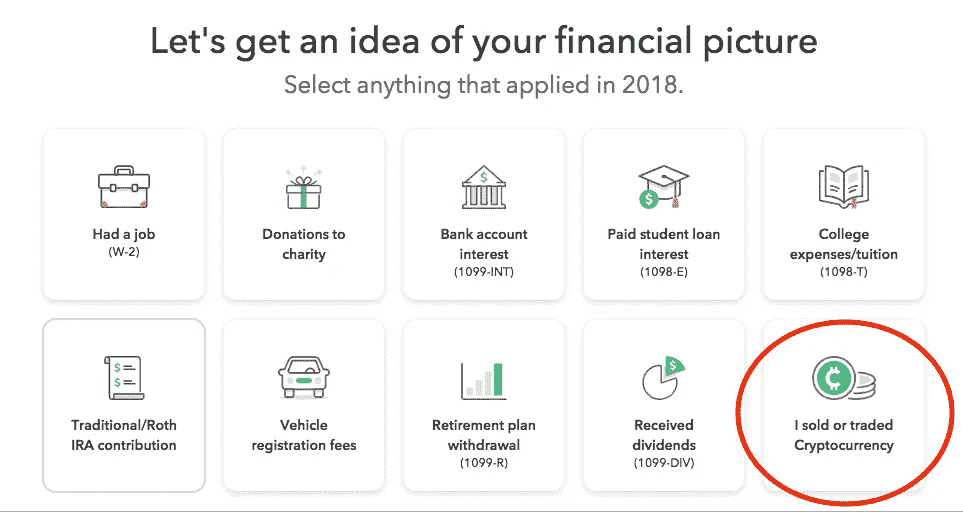 Let's get an idea of your financial picture
Select anything that applied in 2018.
Had a job
(W-2)
Donations to
charity
Bank account
interest
(1099-INT)
Paid student loan
interest
(1098-E)
College
expenses/tuition
(1098-T)
Traditional/Roth
IRA contribution
Vehicle
registration fees
Retirement plan
withdrawal
(1099-R)
Received
dividends
(1099-DIV)
I sold or traded
Cryptocurrency